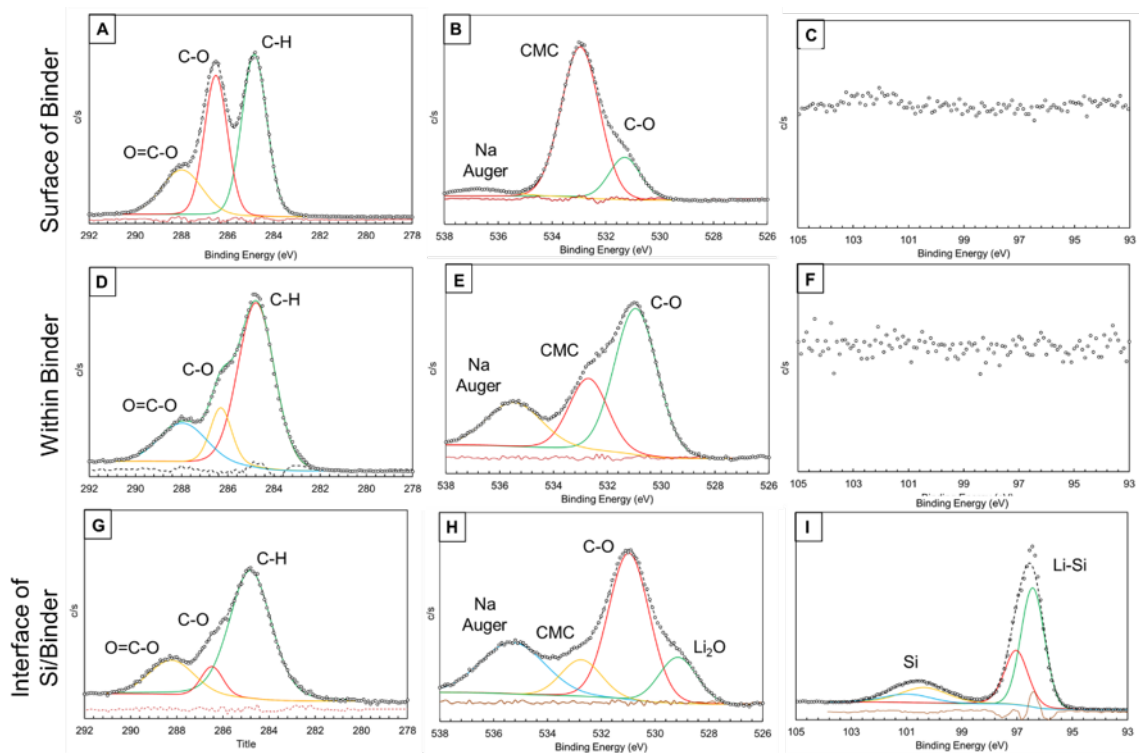 Surface of Binder
A
O=C-O
C-O
C-H
c/s
292 290 288 286 284 282 280 278
Binding Energy (eV)
B
Na
Auger
CMC
C-O
c/s
538 536 534 532 530 528 526
Binding Energy (eV)
C
c/s
105 103 101 99 97 95 93
Binding Energy (eV)
Within Binder
D
O=C-O
C-O
C-H
c/s
292 290 288 286 284 282 280 278
Binding Energy (eV)
E
Na
Auger
CMC
C-O
c/s
538 536 534 532 530 528 526
Binding Energy (eV)
F
c/s
105 103 101 99 97 95 93
Binding Energy (eV)
Interface of
Si/Binder
G
O=C-O
C-O
C-H
c/s
292 290 288 286 284 282 280 278
Title
H
Na
Auger
CMC
C-O
Li₂O
c/s
538 536 534 532 530 528 526
Binding Energy (eV)
I
Si
Li-Si
c/s
105 103 101 99 97 95 93
Binding Energy (eV)